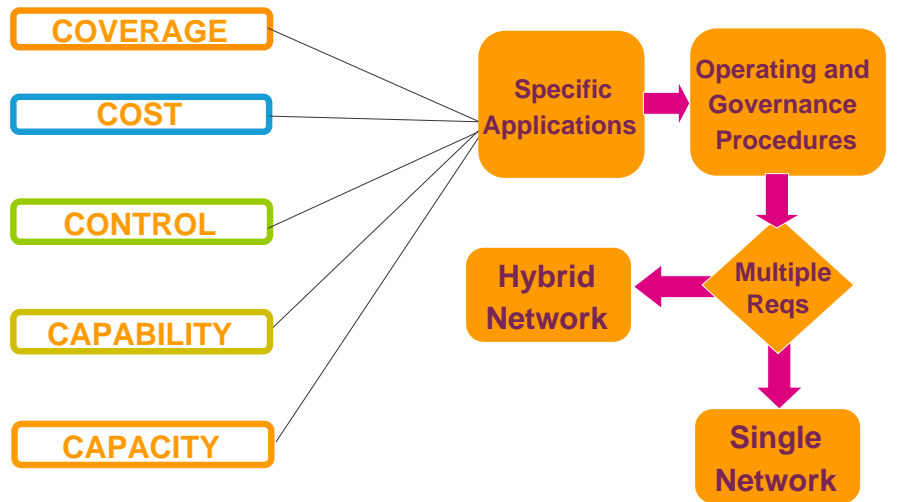 COVERAGE
COST
CONTROL
CAPABILITY
CAPACITY
Specific
Applications
Operating and
Governance
Procedures
Multiple
Reqs
Hybrid
Network
Single
Network